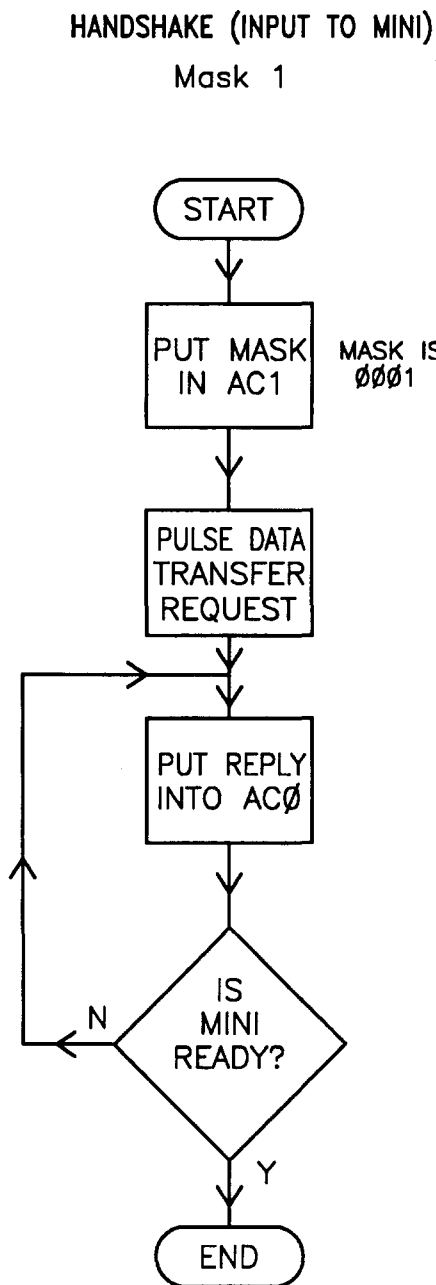 HANDSHAKE (INPUT TO MINI)
Mask 1
START
PUT MASK
IN AC1
MASK IS
ØØØ1
PULSE DATA
TRANSFER
REQUEST
PUT REPLY
INTO ACØ
IS
MINI
READY?
N
Y
END